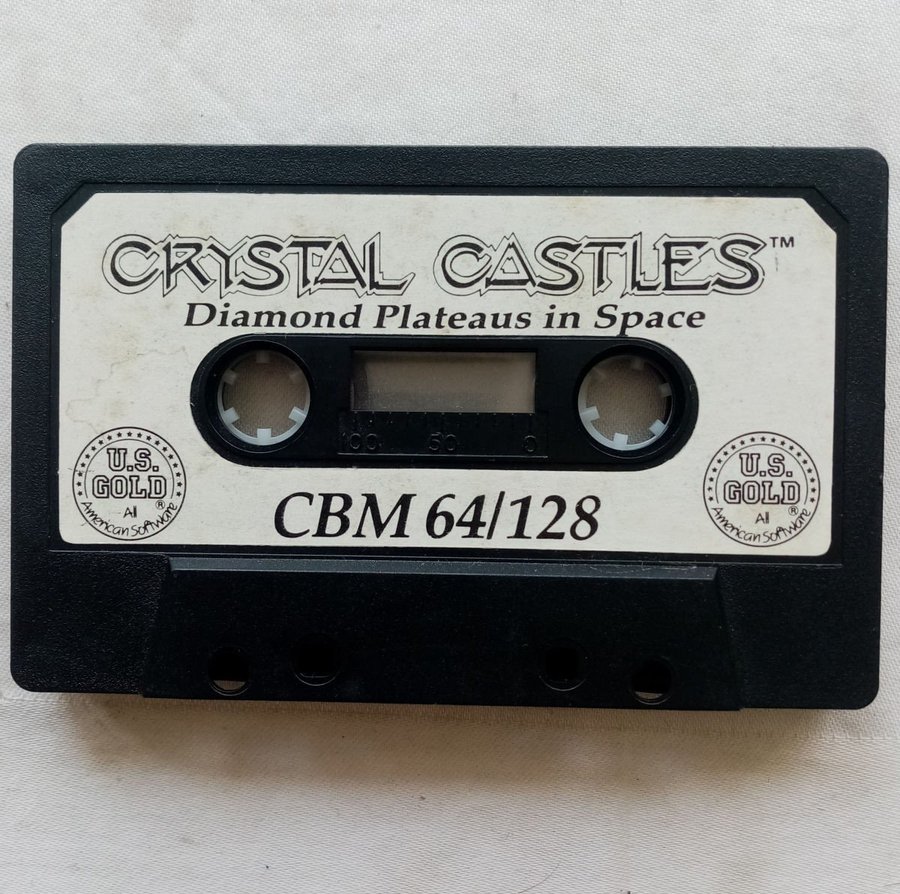 CRYSTAL CASTLES™
Diamond Plateaus in Space
100 50 0
U.S.
GOLD®
All
American Software
CBM 64/128
U.S.
GOLD®
All
American Software